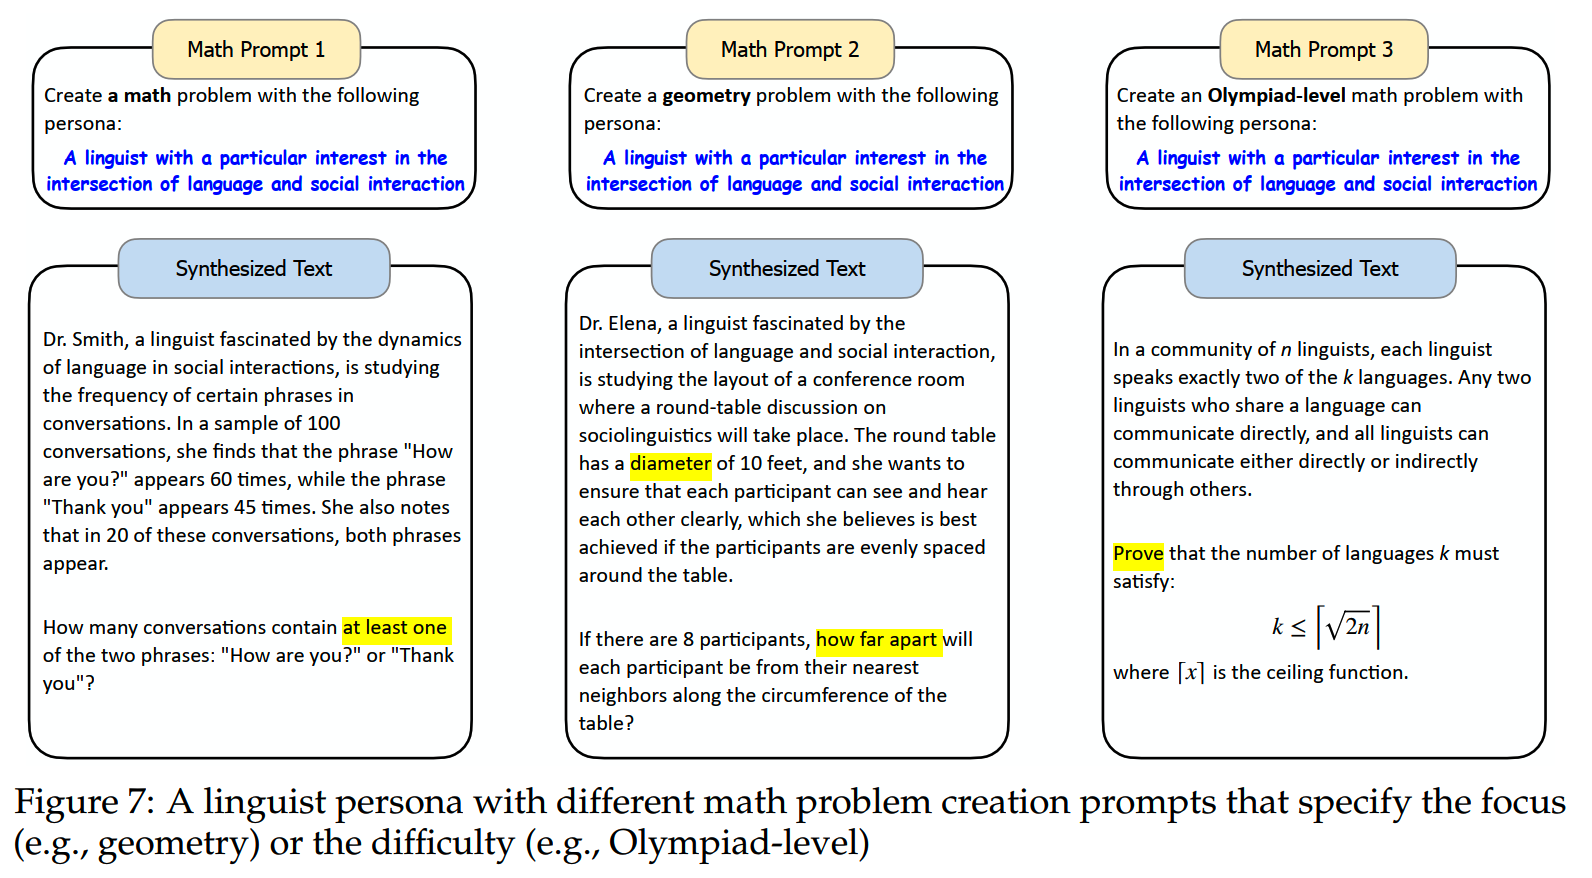 Math Prompt 1
Create a math problem with the following
persona:
A linguist with a particular interest in the
intersection of language and social interaction
Synthesized Text
Dr. Smith, a linguist fascinated by the dynamics
of language in social interactions, is studying
the frequency of certain phrases in
conversations. In a sample of 100
conversations, she finds that the phrase "How
are you?" appears 60 times, while the phrase
"Thank you" appears 45 times. She also notes
that in 20 of these conversations, both phrases
appear.
How many conversations contain at least one
of the two phrases: "How are you?" or "Thank
you"?
Math Prompt 2
Create a geometry problem with the following
persona:
A linguist with a particular interest in the
intersection of language and social interaction
Synthesized Text
Dr. Elena, a linguist fascinated by the
intersection of language and social interaction,
is studying the layout of a conference room
where a round-table discussion on
sociolinguistics will take place. The round table
has a diameter of 10 feet, and she wants to
ensure that each participant can see and hear
each other clearly, which she believes is best
achieved if the participants are evenly spaced
around the table.
If there are 8 participants, how far apart will
each participant be from their nearest
neighbors along the circumference of the
table?
Math Prompt 3
Create an Olympiad-level math problem with
the following persona:
A linguist with a particular interest in the
intersection of language and social interaction
Synthesized Text
In a community of n linguists, each linguist
speaks exactly two of the k languages. Any two
linguists who share a language can
communicate directly, and all linguists can
communicate either directly or indirectly
through others.
Prove that the number of languages k must
satisfy:
k ≤ ⌈√2n⌉
where ⌈x⌉ is the ceiling function.
Figure 7: A linguist persona with different math problem creation prompts that specify the focus
(e.g., geometry) or the difficulty (e.g., Olympiad-level)